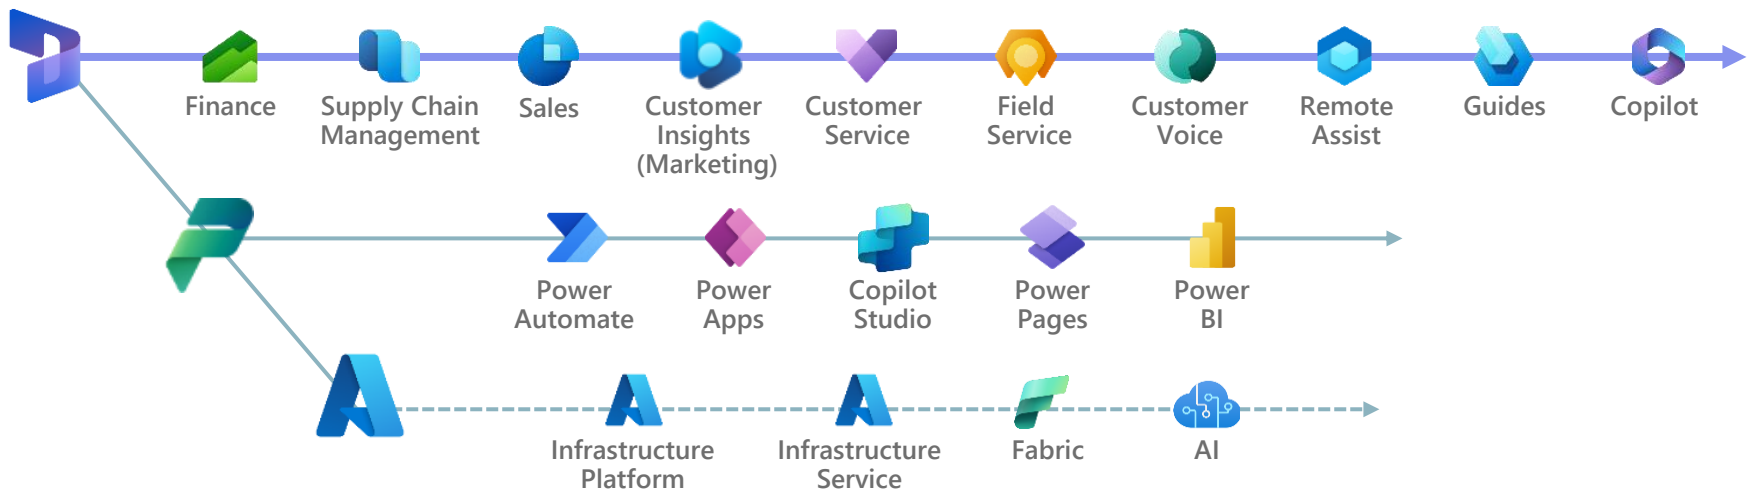 Finance
Supply Chain
Management
Sales
Customer
Insights
(Marketing)
Customer
Service
Field
Service
Customer
Voice
Remote
Assist
Guides
Copilot
Power
Automate
Power
Apps
Copilot
Studio
Power
Pages
Power
BI
Infrastructure
Platform
Infrastructure
Service
Fabric
AI